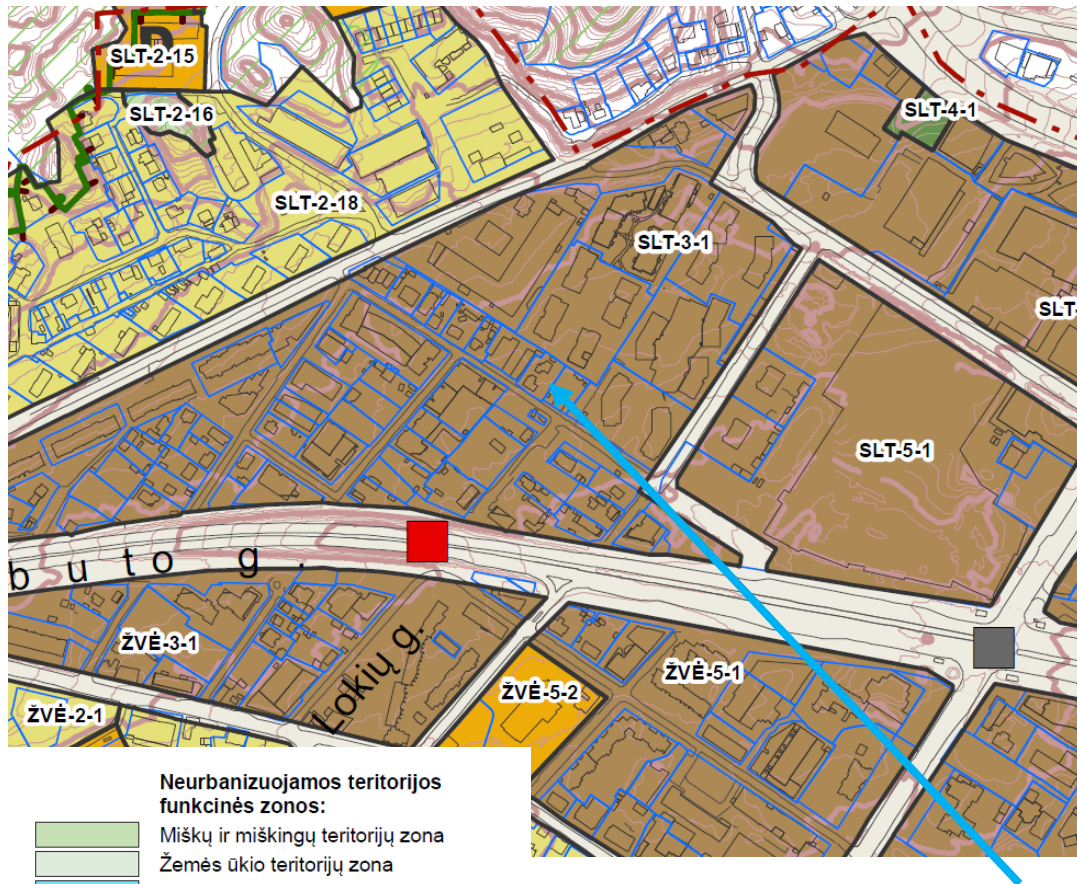 SLT-2-15
SLT-2-16
SLT-4-1
SLT-2-18
SLT-3-1
SLT-
SLT-5-1
buto g.
ŽVĖ-3-1
Lokių g.
ŽVĖ-5-1
ŽVĖ-5-2
ŽVĖ-2-1
Neurbanizuojamos teritorijos
funkcinės zonos:
Miškų ir miškingų teritorijų zona
Žemės ūkio teritorijų zona